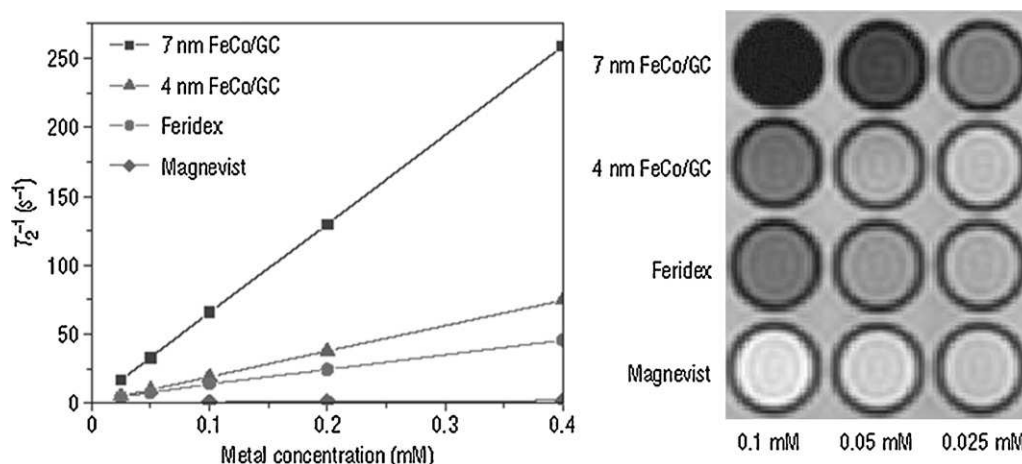 250
200
150
100
50
0
T₂⁻¹ (s⁻¹)
7 nm FeCo/GC
4 nm FeCo/GC
Feridex
Magnevist
0 0.1 0.2 0.3 0.4
Metal concentration (mM)
7 nm FeCo/GC
4 nm FeCo/GC
Feridex
Magnevist
0.1 mM 0.05 mM 0.025 mM